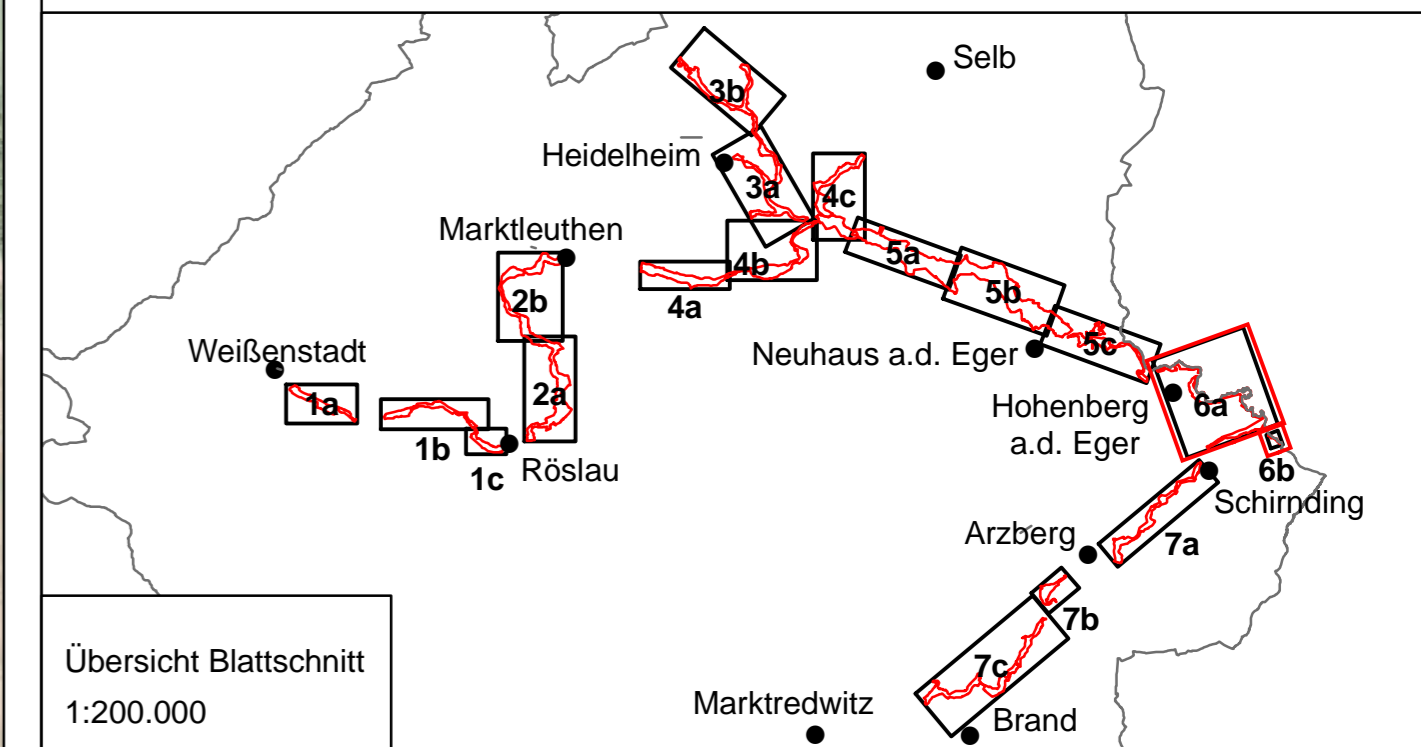 Selb
3b
Heidelheim
3a
4c
Marktleuthen
4b
5a
2b
4a
5b
Weißenstadt
Neuhaus a.d. Eger
5c
1a
2a
Hohenberg
a.d. Eger
6a
1b
1c
Röslau
6b
Schirnding
Arzberg
7a
7b
7c
Übersicht Blattschnitt
1:200.000
Marktredwitz
Brand